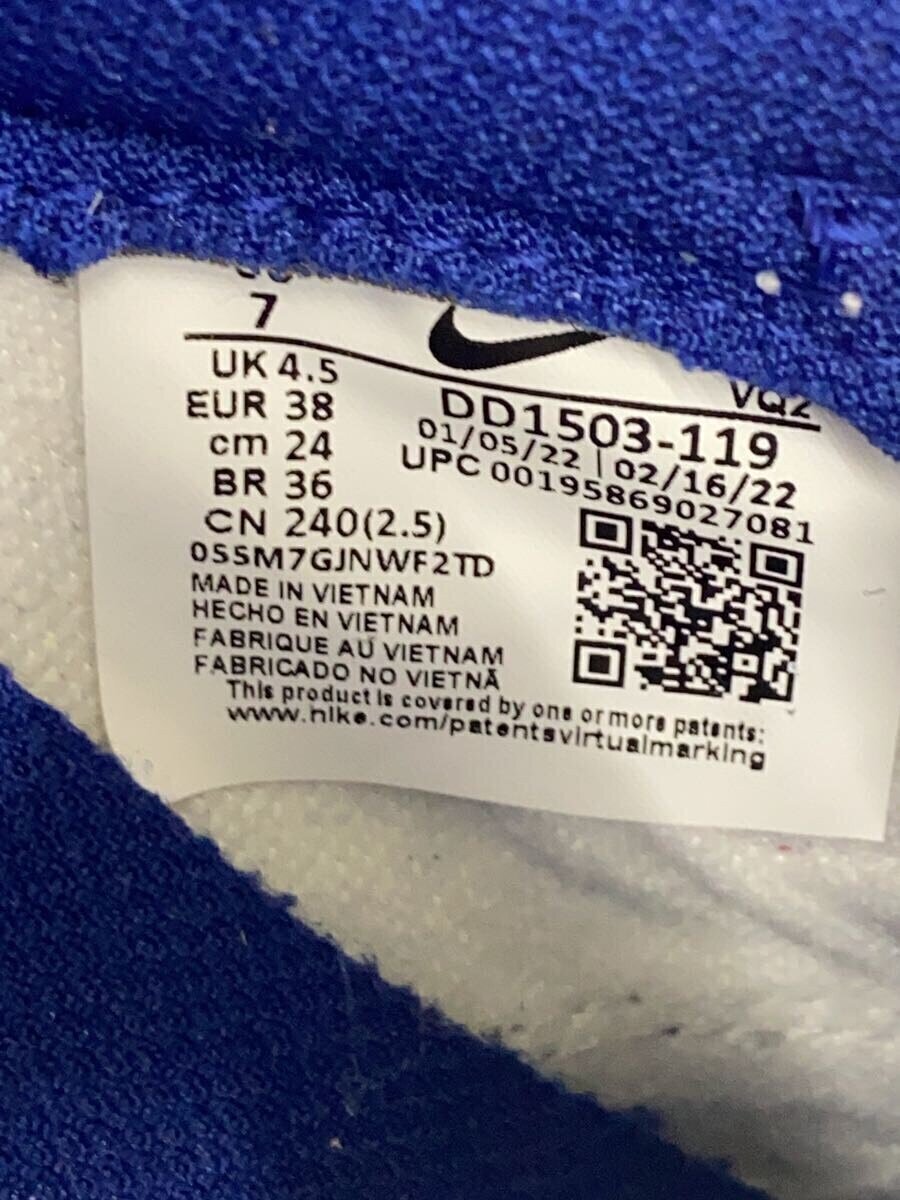 7
VQ2
UK 4.5
EUR 38
cm 24
BR 36
CN 240(2.5)
DD1503-119
01/05/22 | 02/16/22
UPC 00195869027081
0S5M7GJNWF2TD
MADE IN VIETNAM
HECHO EN VIETNAM
FABRIQUE AU VIETNAM
FABRICADO NO VIETNÃ
This product is covered by one or more patents:
www.nike.com/patentsvirtualmarking